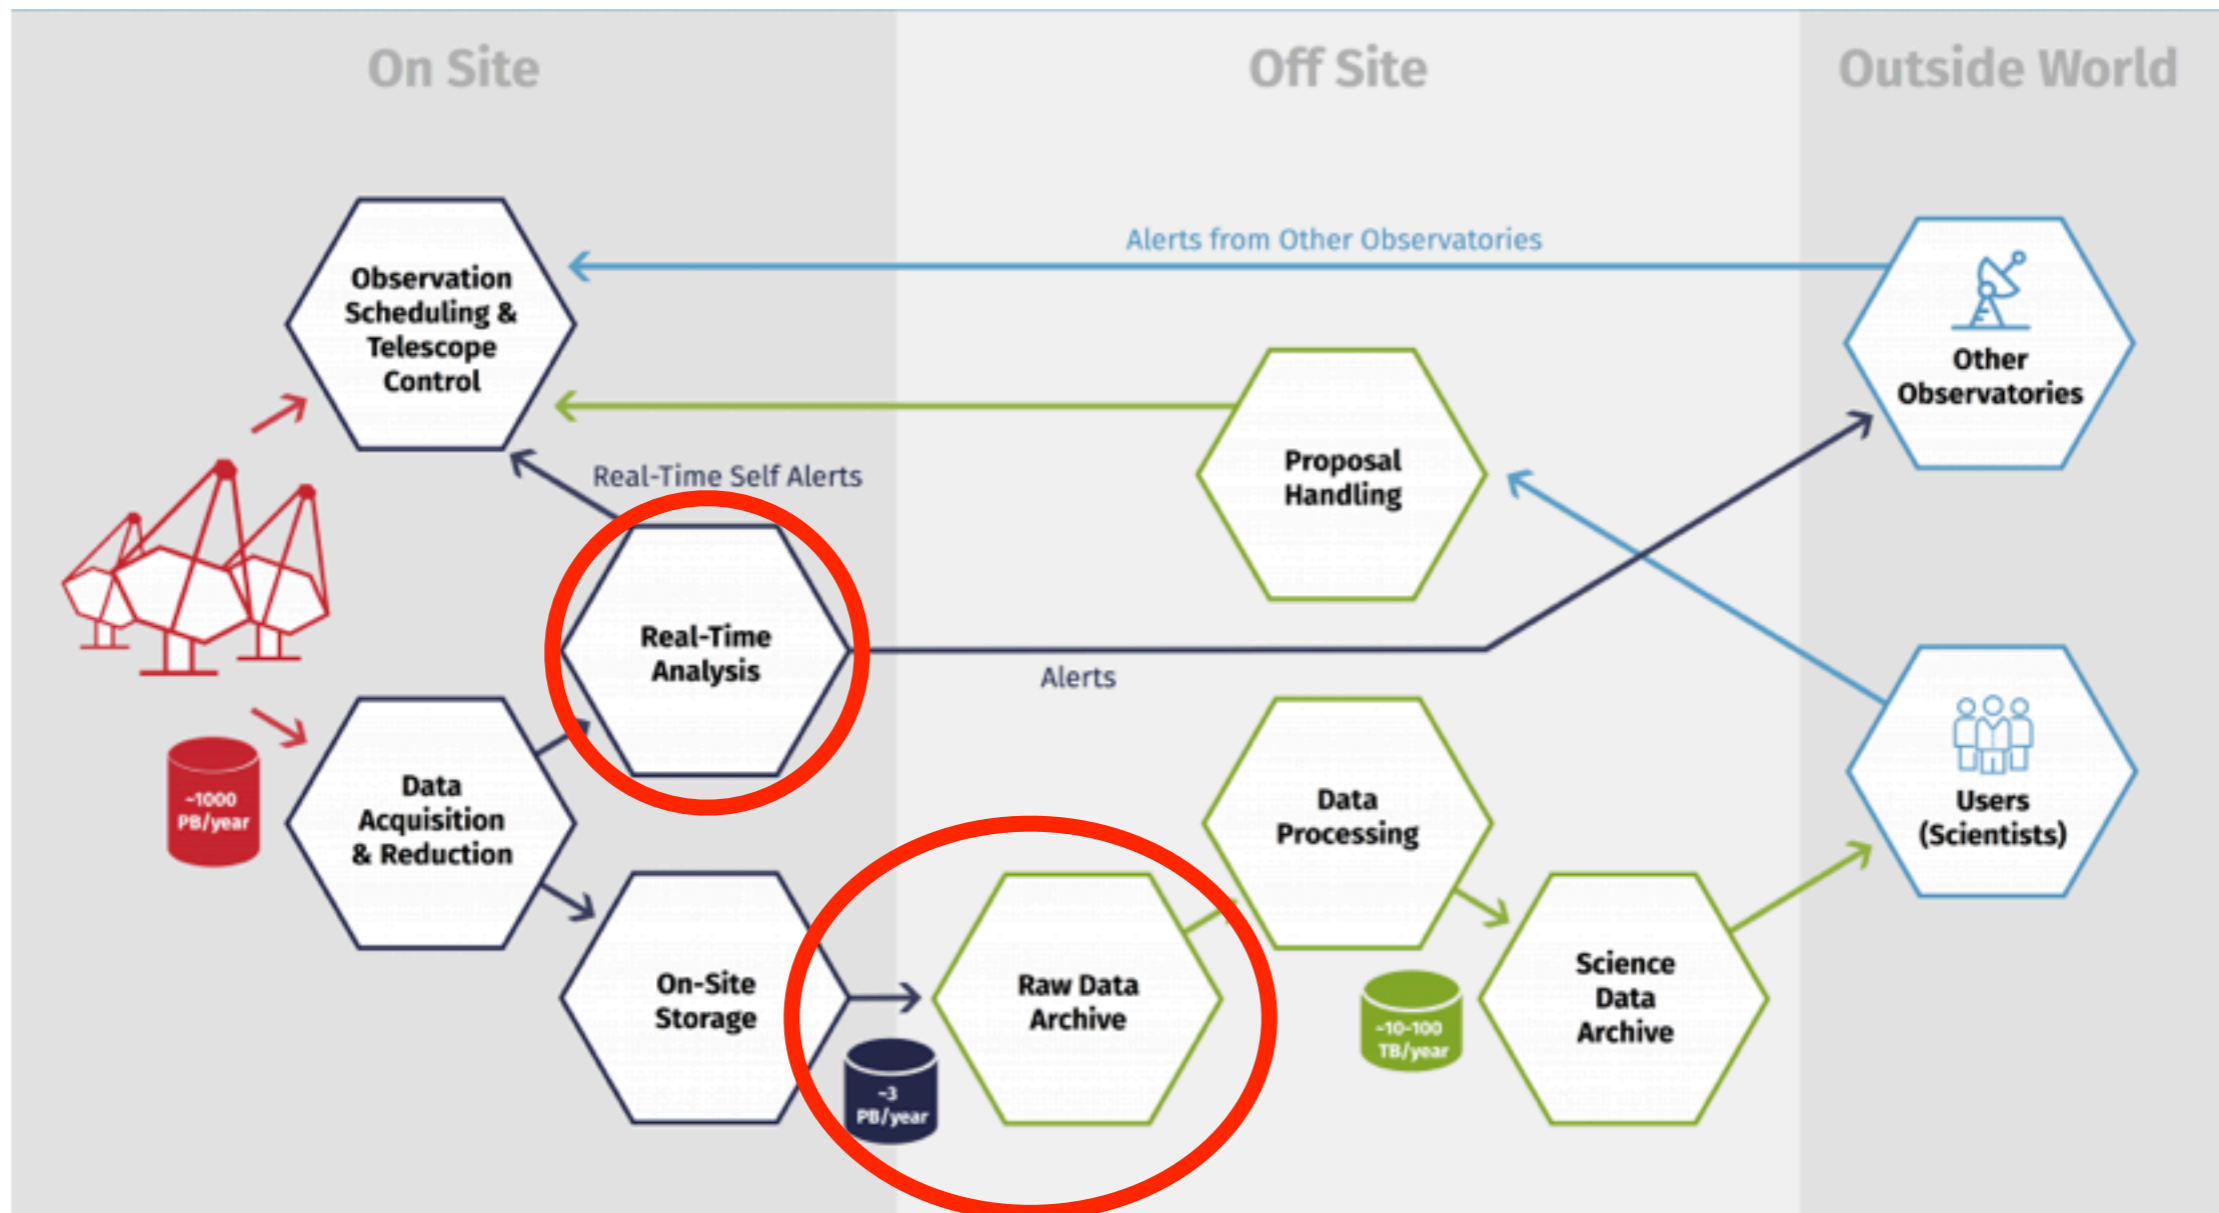 On Site
Off Site
Outside World
Alerts from Other Observatories
Observation
Scheduling &
Telescope
Control
Other
Observatories
Proposal
Handling
Real-Time Self Alerts
Real-Time
Analysis
Alerts
~1000
PB/year
Data
Acquisition
& Reduction
Data
Processing
Users
(Scientists)
On-Site
Storage
~3
PB/year
Raw Data
Archive
~10-100
TB/year
Science
Data
Archive